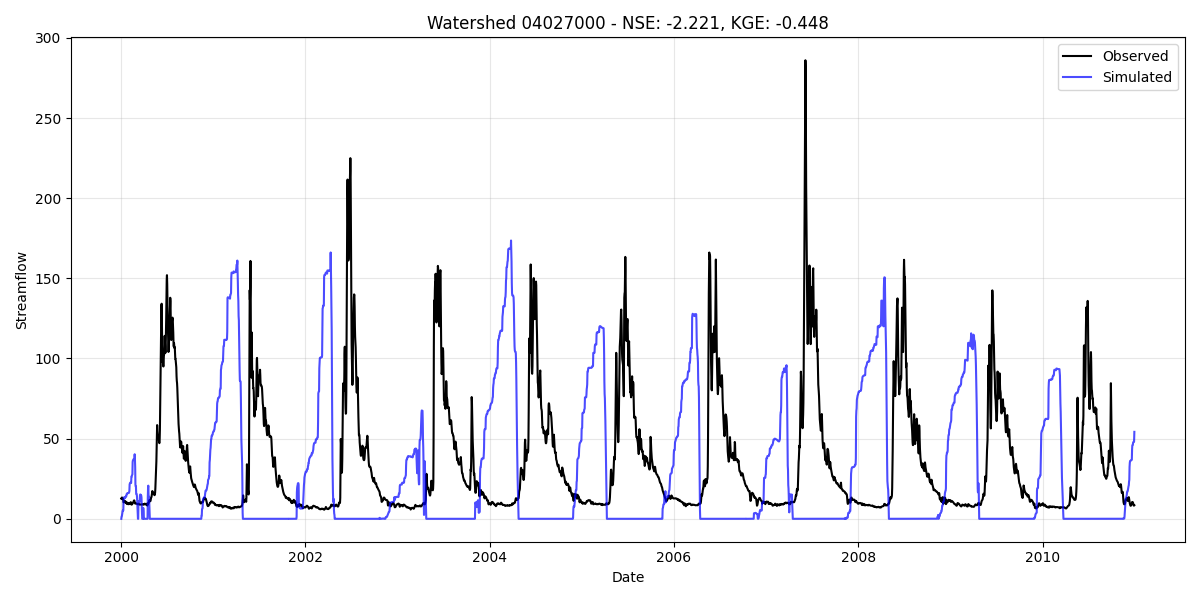 Watershed 04027000 - NSE: -2.221, KGE: -0.448
300
250
200
150
100
50
0
Streamflow
Observed
Simulated
2000 2002 2004 2006 2008 2010
Date